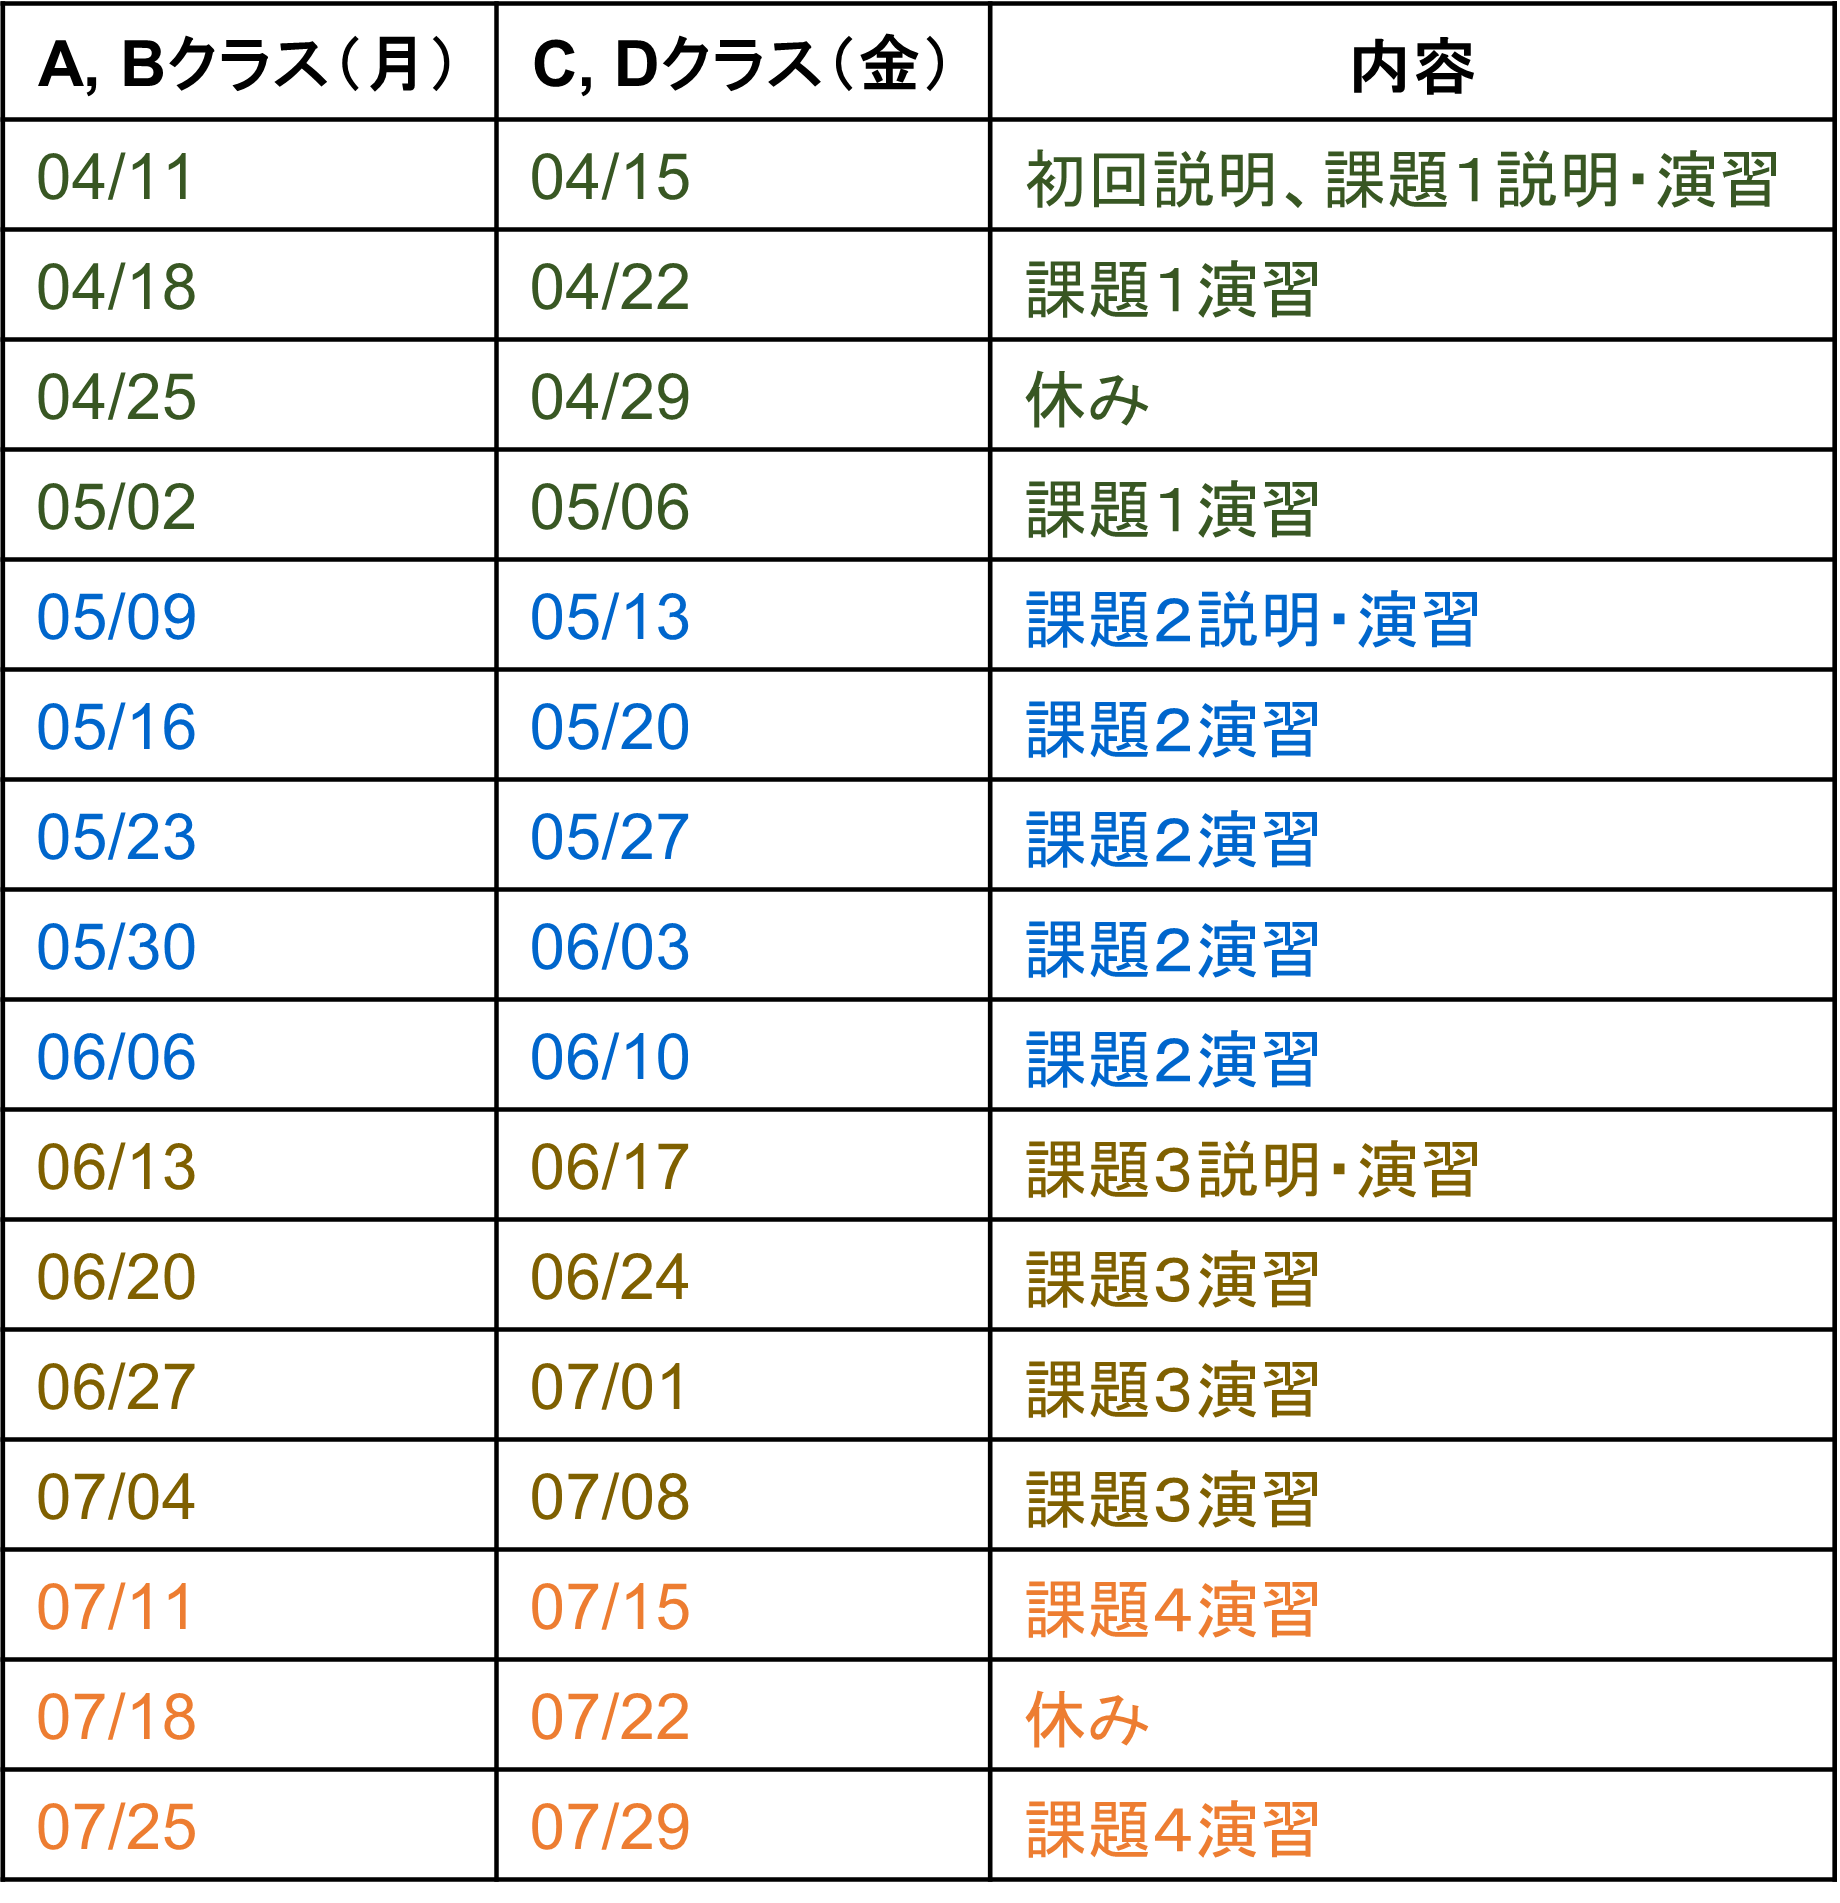 A, Bクラス（月） C, Dクラス（金） 内容
04/11 04/15 初回説明、課題１説明・演習
04/18 04/22 課題１演習
04/25 04/29 休み
05/02 05/06 課題１演習
05/09 05/13 課題２説明・演習
05/16 05/20 課題２演習
05/23 05/27 課題２演習
05/30 06/03 課題２演習
06/06 06/10 課題２演習
06/13 06/17 課題３説明・演習
06/20 06/24 課題３演習
06/27 07/01 課題３演習
07/04 07/08 課題３演習
07/11 07/15 課題４演習
07/18 07/22 休み
07/25 07/29 課題４演習